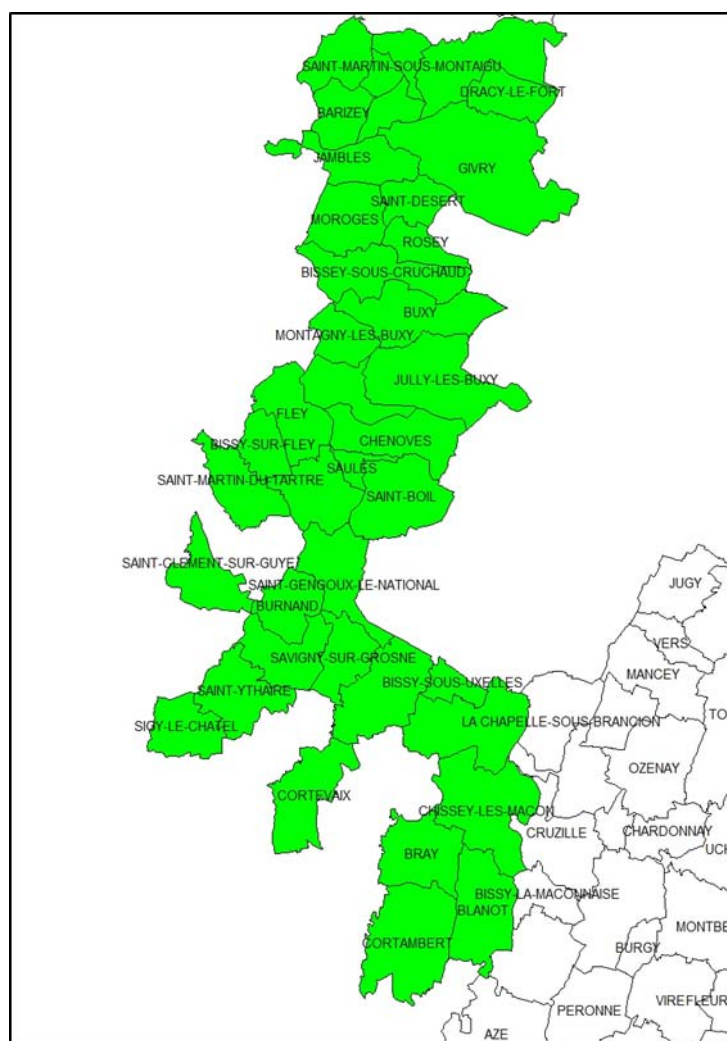 SAINT-MARTIN-SOUS-MONTAIGU
DRACY-LE-FORT
BARIZEY
JAMBLES
GIVRY
SAINT-DESERT
MOROGES
ROSEY
BISSEY-SOUS-CRUCHAUD
BUXY
MONTAGNY-LES-BUXY
JULLY-LES-BUXY
FLEY
CHENOVES
BISSY-SUR-FLEY
SAULES
SAINT-MARTIN-DU-TARTRE
SAINT-BOIL
SAINT-CLEMENT-SUR-GUYE
JUGY
SAINT-GENGOUX-LE-NATIONAL
BURNAND
VERS
SAVIGNY-SUR-GROSNE
MANCEY
BISSY-SOUS-UXELLES
SAINT-YTHAIRE
TO
LA CHAPELLE-SOUS-BRANCION
SIGY-LE-CHATEL
OZENAY
CORTEVAIX
CHISSEY-LES-MACON
CRUZILLE
CHARDONNAY
UCH
BRAY
BISSY-LA-MACONNAISE
BLANOT
MONTBE
CORTAMBERT
BURGY
PERONNE
VIREFLEUR
AZE